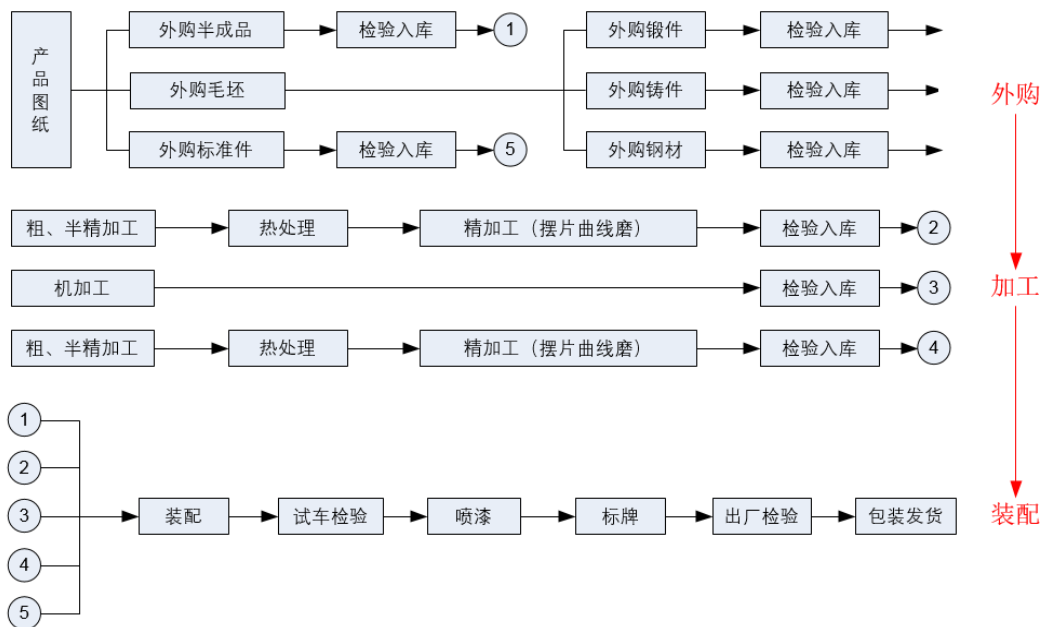 产品图纸
外购半成品
检验入库
1
外购锻件
检验入库
外购毛坯
外购铸件
检验入库
外购
外购标准件
检验入库
5
外购钢材
检验入库
粗、半精加工
热处理
精加工（摆片曲线磨）
检验入库
2
机加工
检验入库
3
加工
粗、半精加工
热处理
精加工（摆片曲线磨）
检验入库
4
1
2
3
装配
试车检验
喷漆
标牌
出厂检验
包装发货
装配
4
5